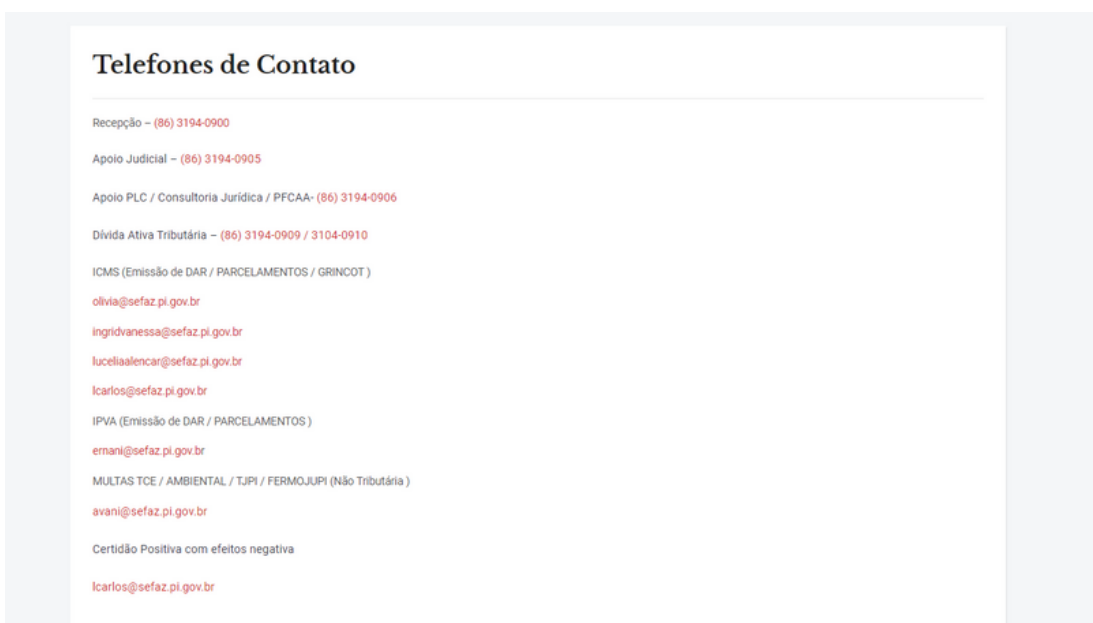 Telefones de Contato
Recepção – (86) 3194-0900
Apoio Judicial – (86) 3194-0905
Apoio PLC / Consultoria Jurídica / PFCAA- (86) 3194-0906
Dívida Ativa Tributária – (86) 3194-0909 / 3104-0910
ICMS (Emissão de DAR / PARCELAMENTOS / GRINCOT )
olivia@sefaz.pi.gov.br
ingridvanessa@sefaz.pi.gov.br
luceliaalencar@sefaz.pi.gov.br
lcarlos@sefaz.pi.gov.br
IPVA (Emissão de DAR / PARCELAMENTOS )
ernani@sefaz.pi.gov.br
MULTAS TCE / AMBIENTAL / TJPI / FERMOJUPI (Não Tributária )
avani@sefaz.pi.gov.br
Certidão Positiva com efeitos negativa
lcarlos@sefaz.pi.gov.br